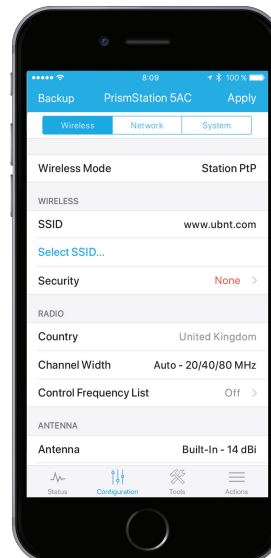 8:09 100 %
Backup PrismStation 5AC Apply
Wireless Network System
Wireless Mode Station PtP
WIRELESS
SSID www.ubnt.com
Select SSID...
Security None
RADIO
Country United Kingdom
Channel Width Auto - 20/40/80 MHz
Control Frequency List Off
ANTENNA
Antenna Built-In - 14 dBi
Status Configuration Tools Actions